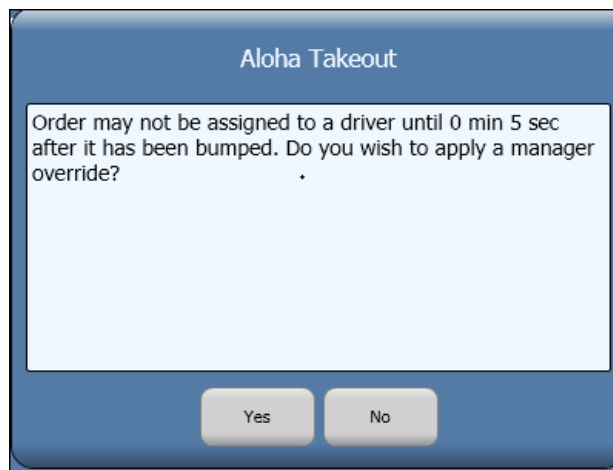 Aloha Takeout
Order may not be assigned to a driver until 0 min 5 sec
after it has been bumped. Do you wish to apply a manager
override?
Yes
No